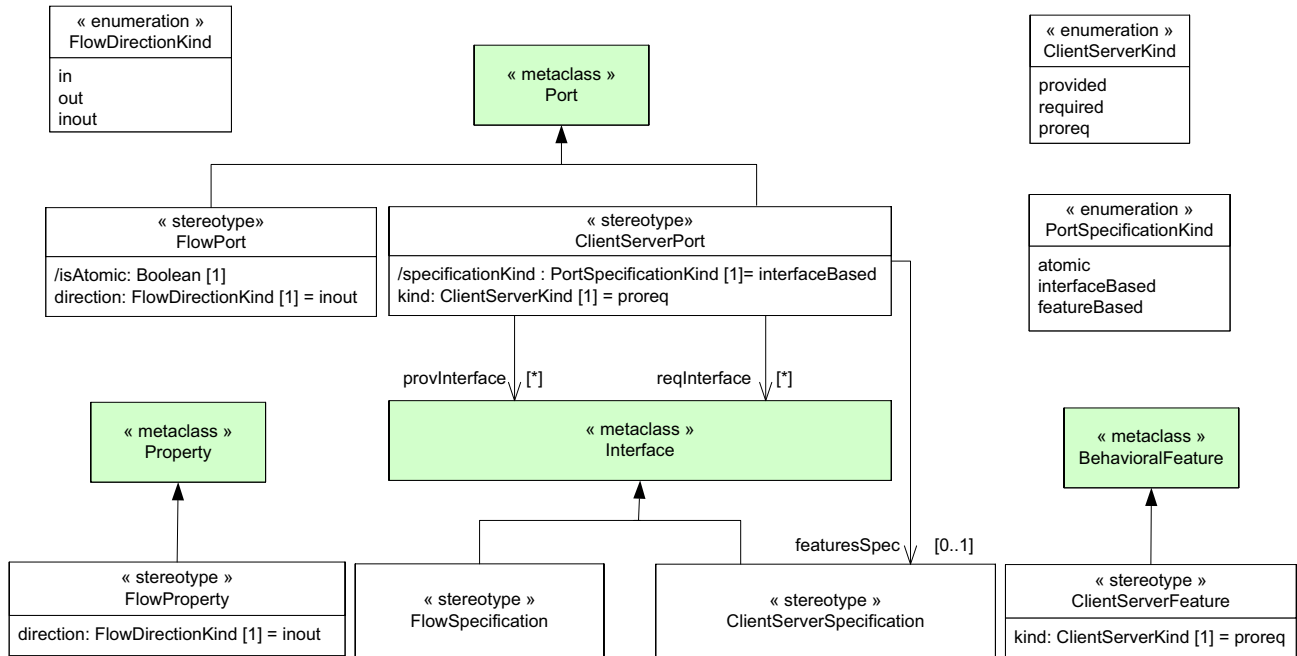 « enumeration »
FlowDirectionKind
in
out
inout
« metaclass »
Port
« enumeration »
ClientServerKind
provided
required
proreq
« stereotype»
FlowPort
/isAtomic: Boolean [1]
direction: FlowDirectionKind [1] = inout
« stereotype»
ClientServerPort
/specificationKind : PortSpecificationKind [1]= interfaceBased
kind: ClientServerKind [1] = proreq
« enumeration »
PortSpecificationKind
atomic
interfaceBased
featureBased
provInterface [*]
reqInterface [*]
« metaclass »
Property
« metaclass »
Interface
« metaclass »
BehavioralFeature
featuresSpec [0..1]
« stereotype »
FlowProperty
direction: FlowDirectionKind [1] = inout
« stereotype »
FlowSpecification
« stereotype »
ClientServerSpecification
« stereotype »
ClientServerFeature
kind: ClientServerKind [1] = proreq